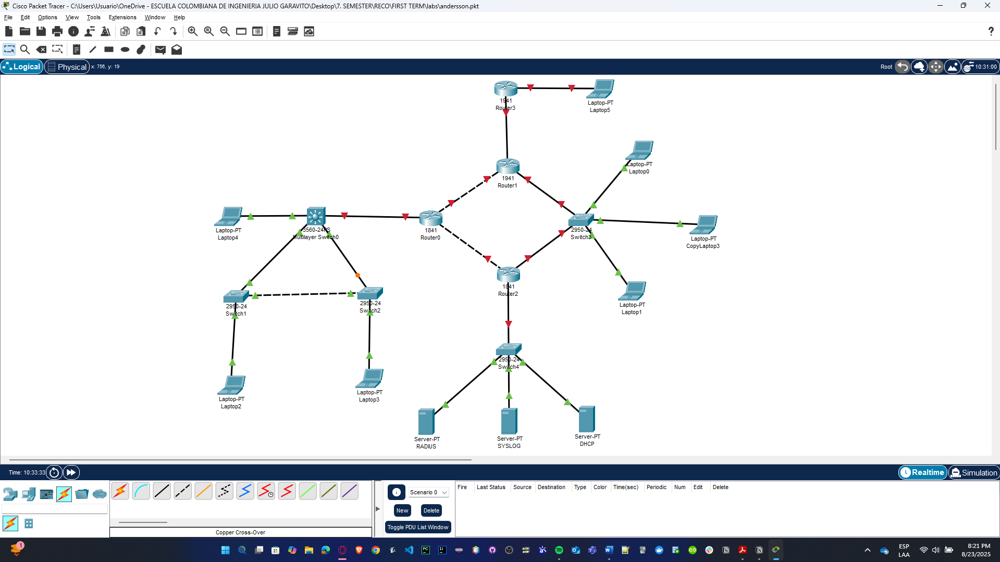 Cisco Packet Tracer - C:\Users\Usuario\OneDrive - ESCUELA COLOMBIANA DE INGENIERIA JULIO GARAVITO\Desktop\7. SEMESTER\RECO\FIRST TERM\labs\andersson.pkt
File Edit Options View Tools Extensions Window Help
Logical Physical x: 756, y: 19 Root 10:31:00
1941
Router3
Laptop-PT
Laptop5
Laptop-PT
Laptop0
1941
Router1
Laptop-PT
Laptop4
3560-24PS
Multilayer Switch0
1841
Router0
2950-24
Switch3
Laptop-PT
CopyLaptop3
1841
Router2
2950-24
Switch1
2950-24
Switch2
Laptop-PT
Laptop1
2950-24
Switch4
Laptop-PT
Laptop2
Laptop-PT
Laptop3
Server-PT
RADIUS
Server-PT
SYSLOG
Server-PT
DHCP
Time: 10:33:33 Realtime Simulation
Scenario 0
New Delete
Toggle PDU List Window
Fire Last Status Source Destination Type Color Time(sec) Periodic Num Edit Delete
Copper Cross-Over
1
ESP
LAA
8:21 PM
8/23/2025